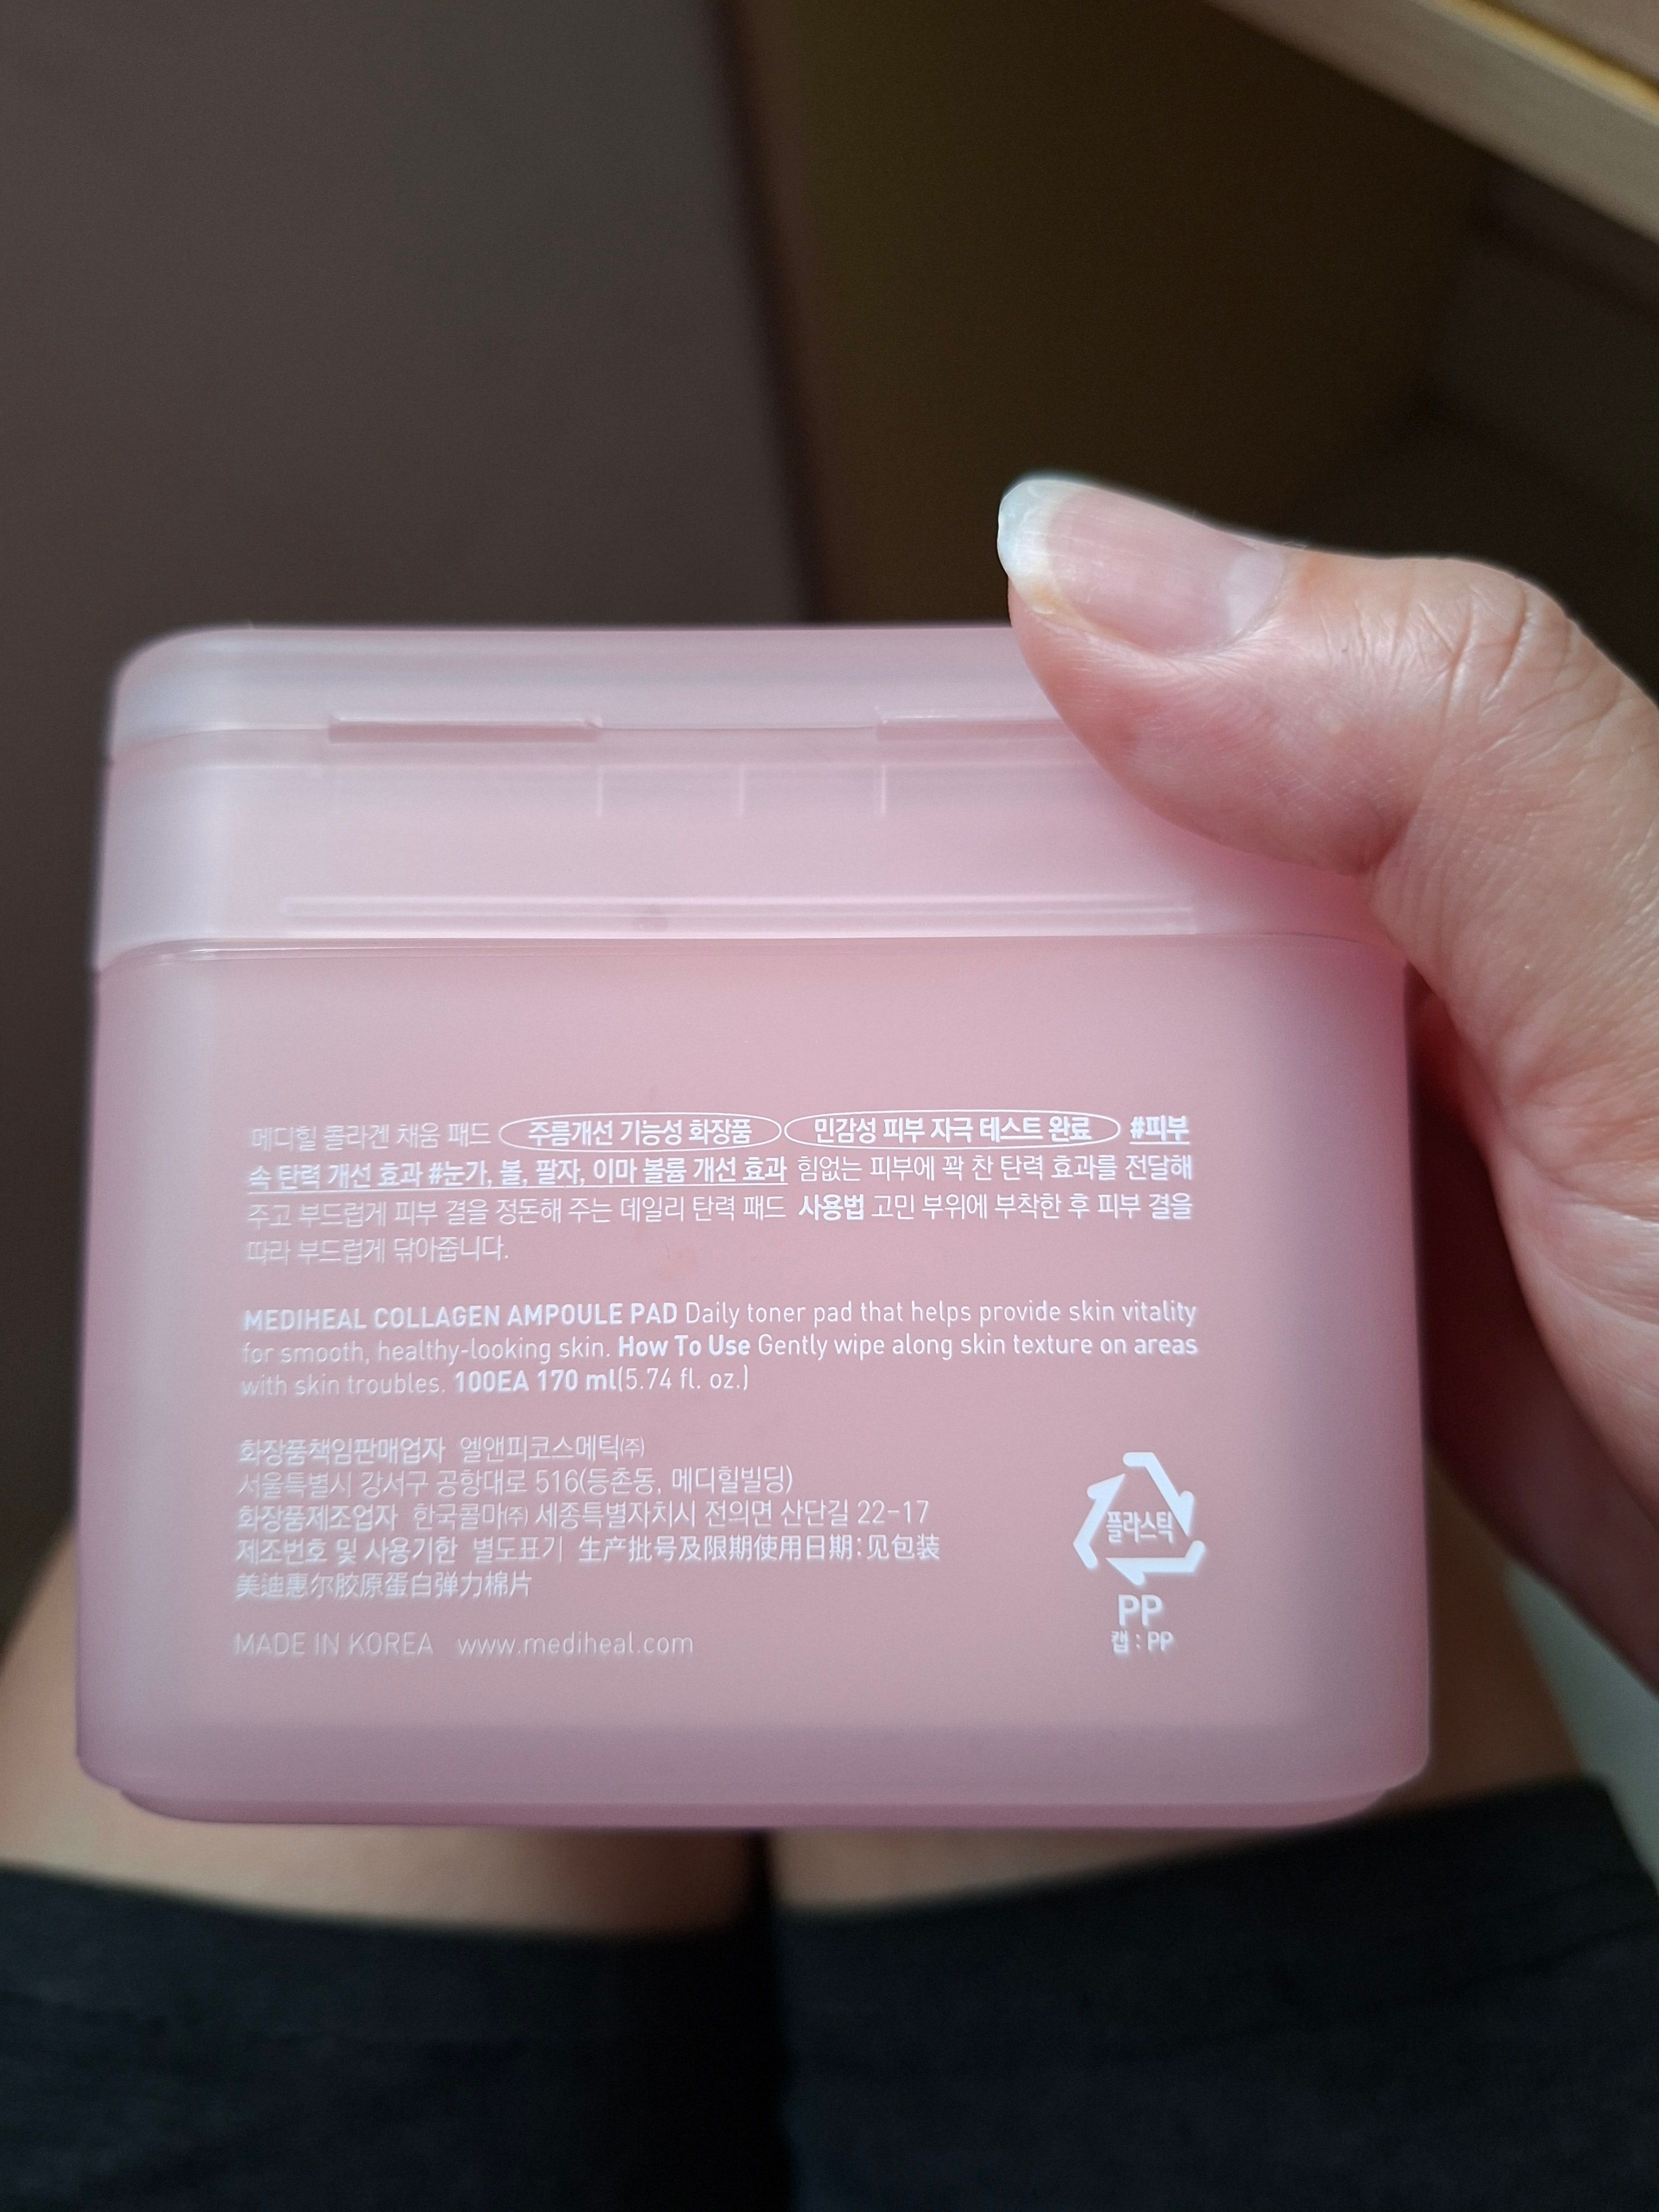 메디힐 콜라겐 채움 패드 주름개선 기능성 화장품 민감성 피부 자극 테스트 완료 #피부
속 탄력 개선 효과 #눈가, 볼, 팔자, 이마 볼륨 개선 효과 힘없는 피부에 꽉 찬 탄력 효과를 전달해
주고 부드럽게 피부 결을 정돈해 주는 데일리 탄력 패드 사용법 고민 부위에 부착한 후 피부 결을
따라 부드럽게 닦아줍니다.
MEDIHEAL COLLAGEN AMPOULE PAD Daily toner pad that helps provide skin vitality
for smooth, healthy-looking skin. How To Use Gently wipe along skin texture on areas
with skin troubles. 100EA 170 ml(5.74 fl. oz.)
화장품책임판매업자 엘앤피코스메틱㈜
서울특별시 강서구 공항대로 516(등촌동, 메디힐빌딩)
화장품제조업자 한국콜마㈜ 세종특별자치시 전의면 산단길 22-17
제조번호 및 사용기한 별도표기 生产批号及限期使用日期:见包装
美迪惠尔胶原蛋白弹力棉片
MADE IN KOREA www.mediheal.com
플라스틱
PP
캡 : PP